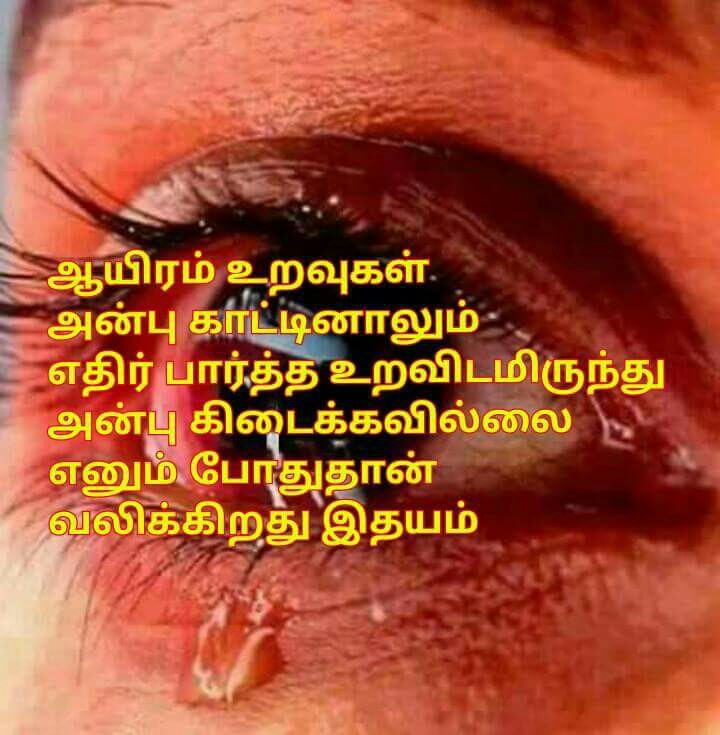 ஆயிரம் உறவுகள்
அன்பு காட்டினாலும்
எதிர் பார்த்த உறவிடமிருந்து
அன்பு கிடைக்கவில்லை
எனும் போதுதான்
வலிக்கிறது இதயம்